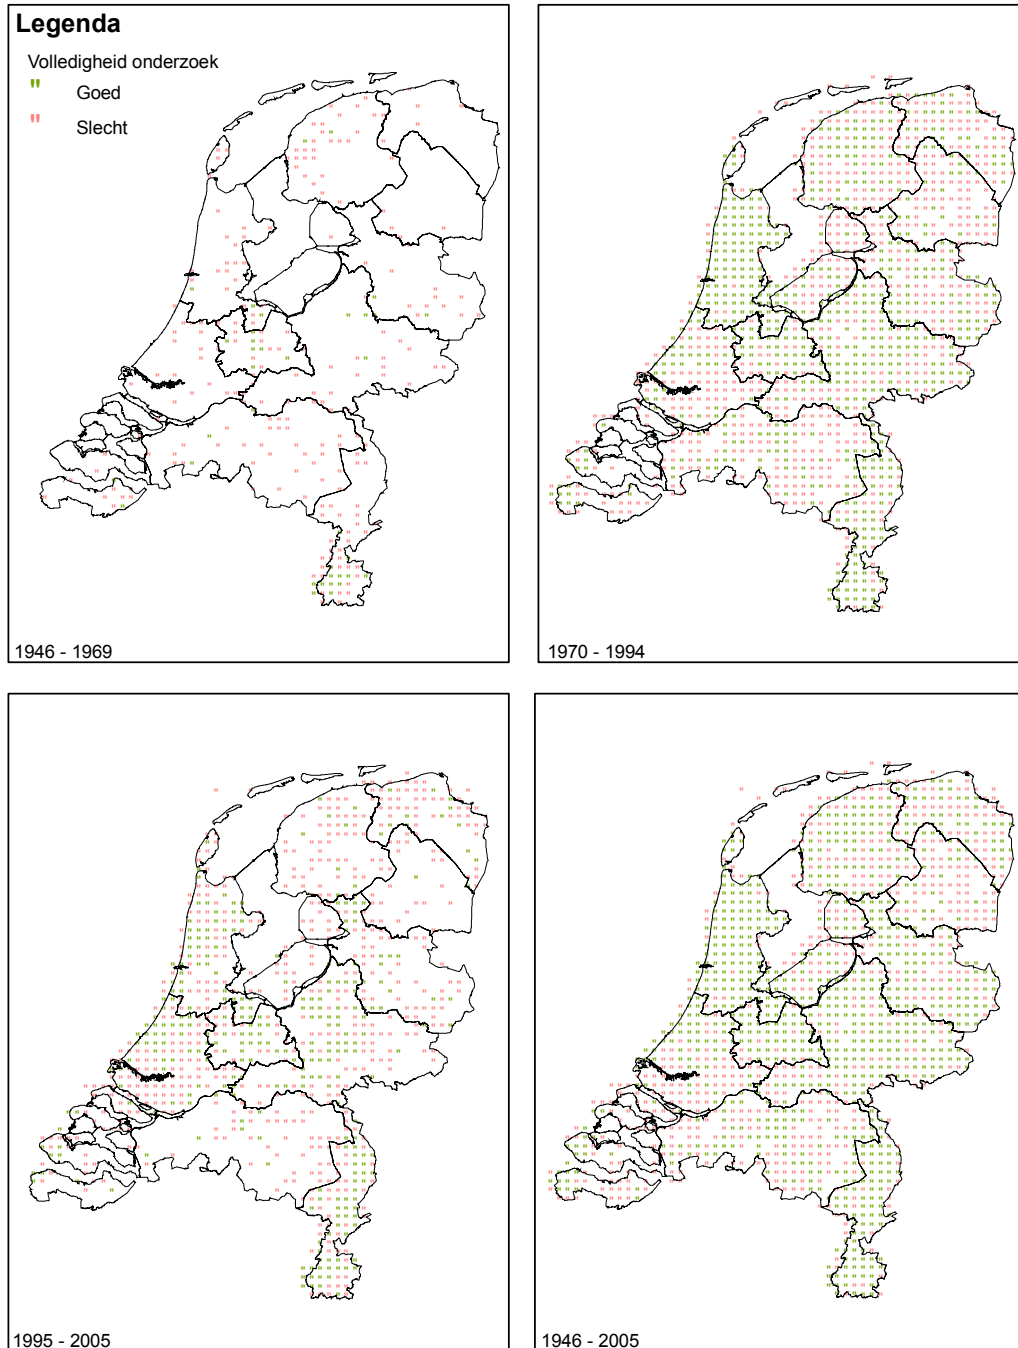 Legenda
Volledigheid onderzoek
Goed
Slecht
1946 - 1969
1970 - 1994
1995 - 2005
1946 - 2005